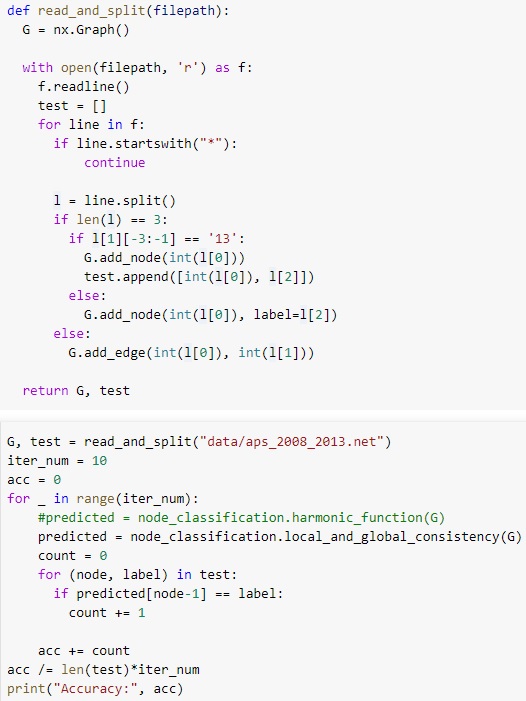 def read_and_split(filepath):
  G = nx.Graph()
  with open(filepath, 'r') as f:
    f.readline()
    test = []
    for line in f:
      if line.startswith("*"):
          continue
      l = line.split()
      if len(l) == 3:
        if l[1][-3:-1] == '13':
          G.add_node(int(l[0]))
          test.append([int(l[0]), l[2]])
        else:
          G.add_node(int(l[0]), label=l[2])
      else:
        G.add_edge(int(l[0]), int(l[1]))
  return G, test
G, test = read_and_split("data/aps_2008_2013.net")
iter_num = 10
acc = 0
for _ in range(iter_num):
    #predicted = node_classification.harmonic_function(G)
    predicted = node_classification.local_and_global_consistency(G)
    count = 0
    for (node, label) in test:
      if predicted[node-1] == label:
        count += 1
    acc += count
acc /= len(test)*iter_num
print("Accuracy:", acc)